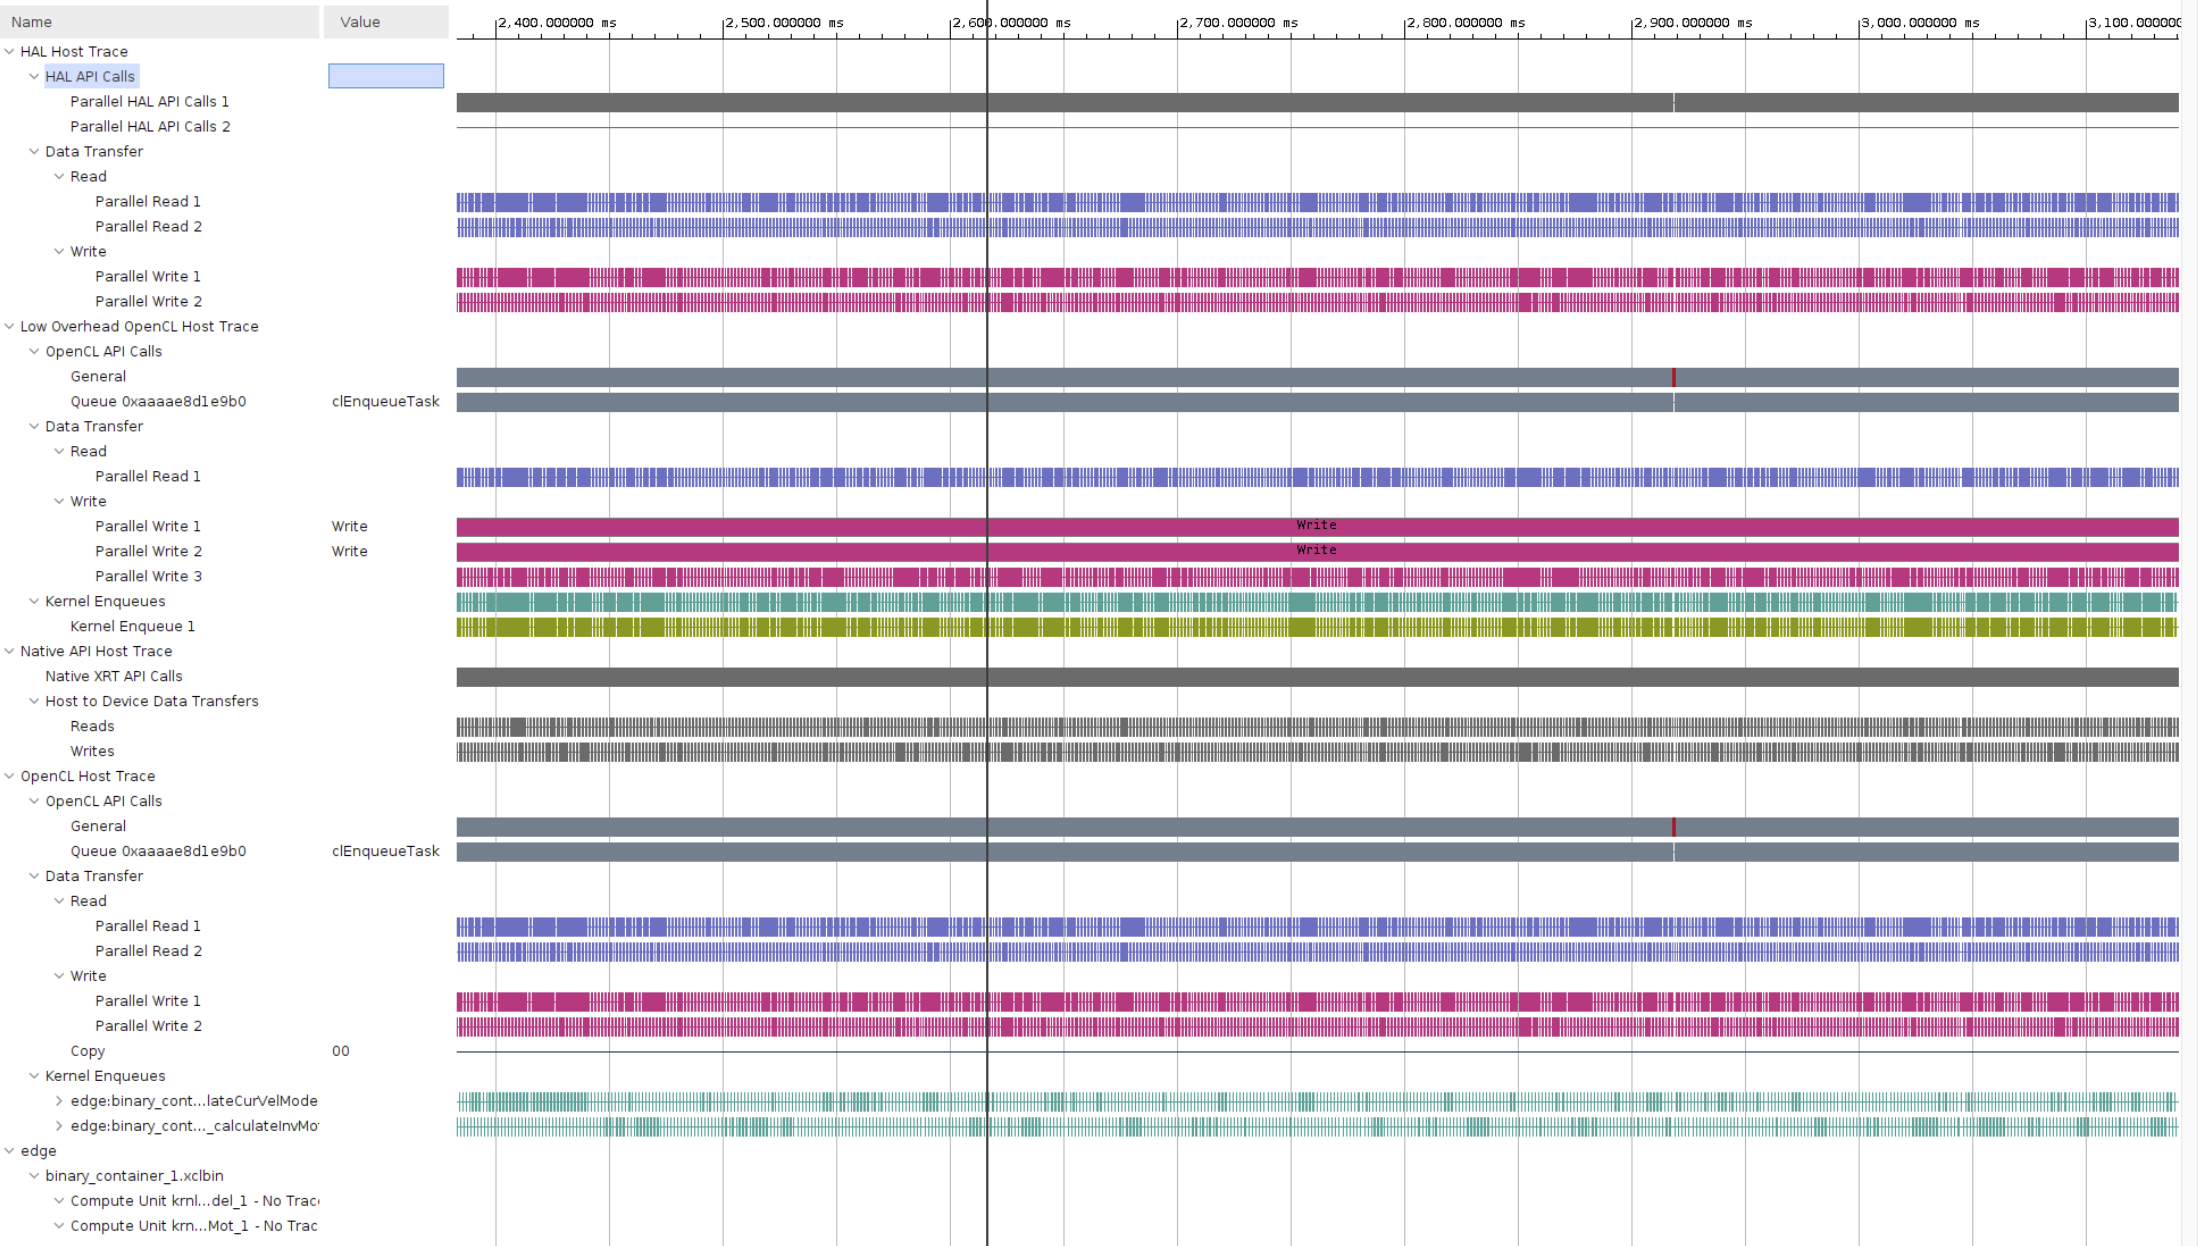 Name Value 2,400.000000 ms 2,500.000000 ms 2,600.000000 ms 2,700.000000 ms 2,800.000000 ms 2,900.000000 ms 3,000.000000 ms 3,100.000000
HAL Host Trace
HAL API Calls
Parallel HAL API Calls 1
Parallel HAL API Calls 2
Data Transfer
Read
Parallel Read 1
Parallel Read 2
Write
Parallel Write 1
Parallel Write 2
Low Overhead OpenCL Host Trace
OpenCL API Calls
General
Queue 0xaaaae8d1e9b0 clEnqueueTask
Data Transfer
Read
Parallel Read 1
Write
Parallel Write 1 Write Write
Parallel Write 2 Write Write
Parallel Write 3
Kernel Enqueues
Kernel Enqueue 1
Native API Host Trace
Native XRT API Calls
Host to Device Data Transfers
Reads
Writes
OpenCL Host Trace
OpenCL API Calls
General
Queue 0xaaaae8d1e9b0 clEnqueueTask
Data Transfer
Read
Parallel Read 1
Parallel Read 2
Write
Parallel Write 1
Parallel Write 2
Copy 00
Kernel Enqueues
edge:binary_cont...lateCurVelMode
edge:binary_cont..._calculateInvMo
edge
binary_container_1.xclbin
Compute Unit krnl...del_1 - No Trac
Compute Unit krn...Mot_1 - No Trac